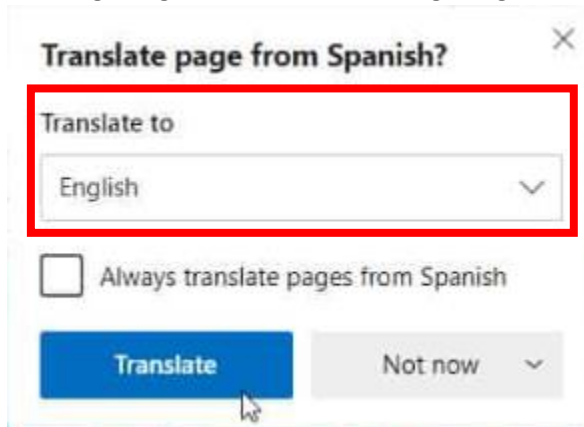 Translate page from Spanish?
Translate to
English
Always translate pages from Spanish
Translate
Not now